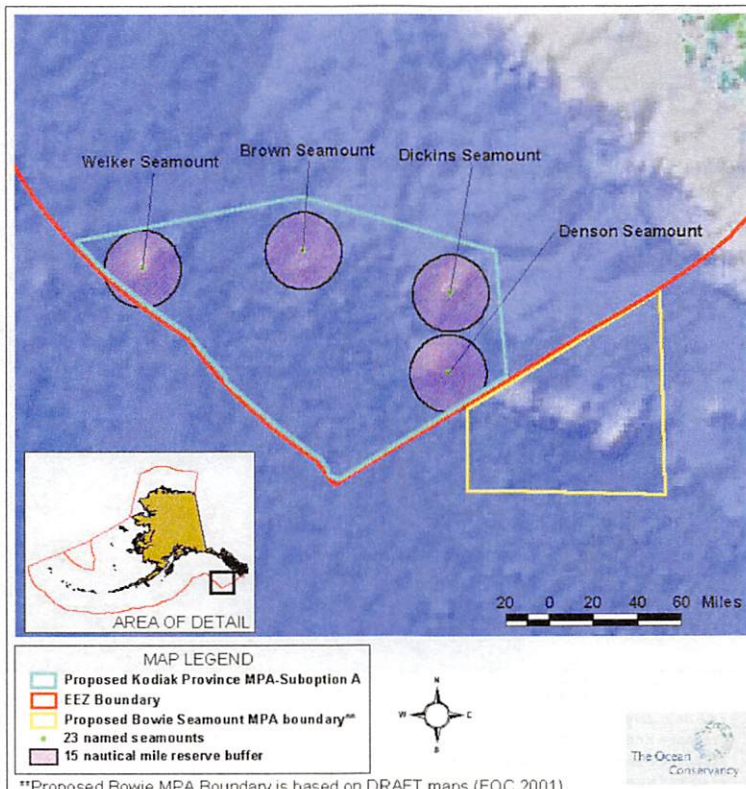 Welker Seamount
Brown Seamount
Dickins Seamount
Denson Seamount
AREA OF DETAIL
20 0 20 40 60 Miles
MAP LEGEND
Proposed Kodiak Province MPA-Suboption A
EEZ Boundary
Proposed Bowie Seamount MPA boundary**
23 named seamounts
15 nautical mile reserve buffer
N
W
E
S
The Ocean
Conservancy
**Proposed Bowie MPA Boundary is based on DRAFT maps (FOC 2001)